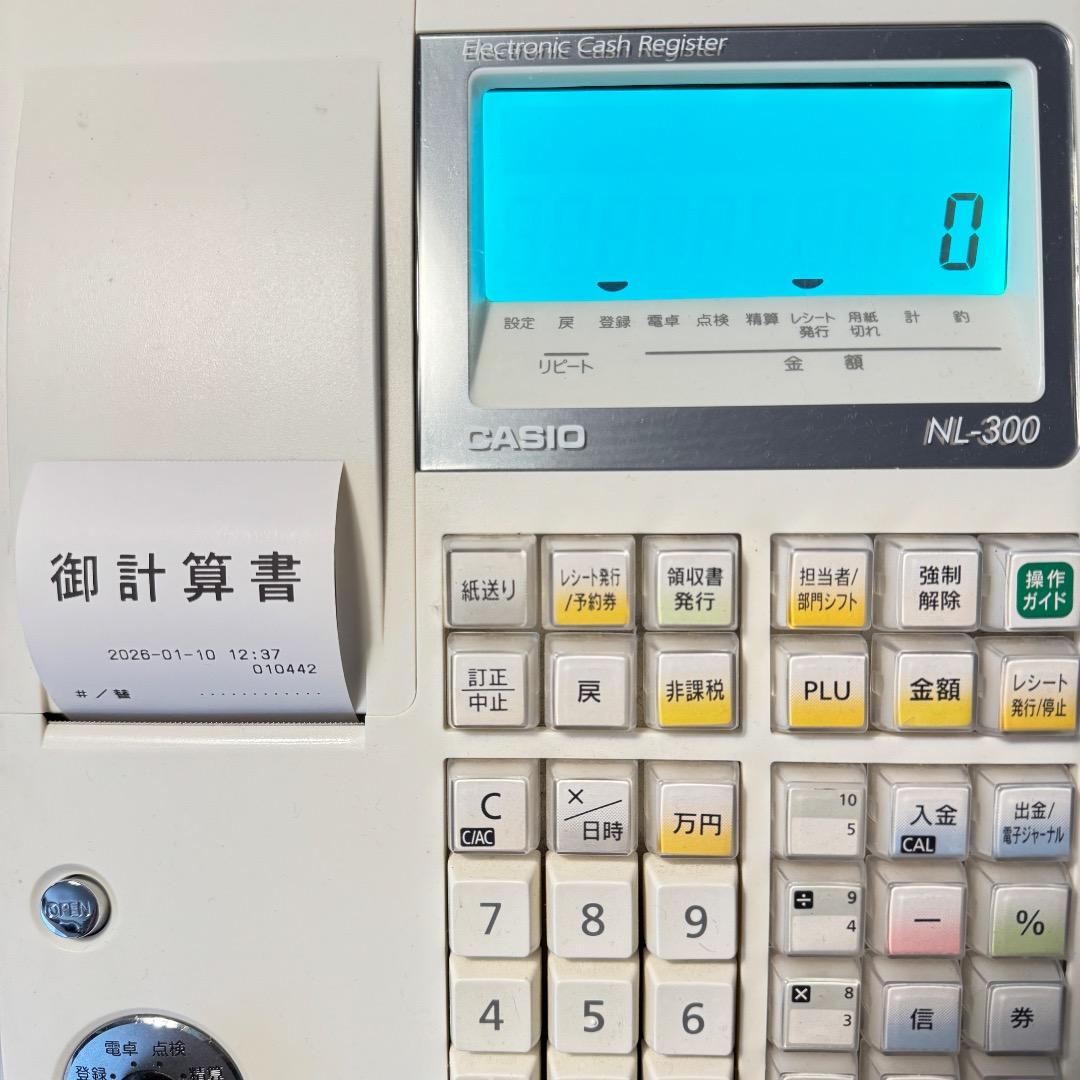 Electronic Cash Register
0
設定 戻 登録 電卓 点検 精算 レシート発行 用紙切れ 計 釣
リピート 金額
CASIO NL-300
御計算書
2026-01-10 12:37
010442
#/替 ............
紙送り レシート発行/予約券 領収書発行 担当者/部門シフト 強制解除 操作ガイド
訂正/中止 戻 非課税 PLU 金額 レシート発行/停止
C C/AC ×/日時 万円 10 5 入金 CAL 出金/電子ジャーナル
7 8 9 ÷ 9 4 − %
OPEN
4 5 6 × 8 3 信 券
電卓 点検
登録 精算